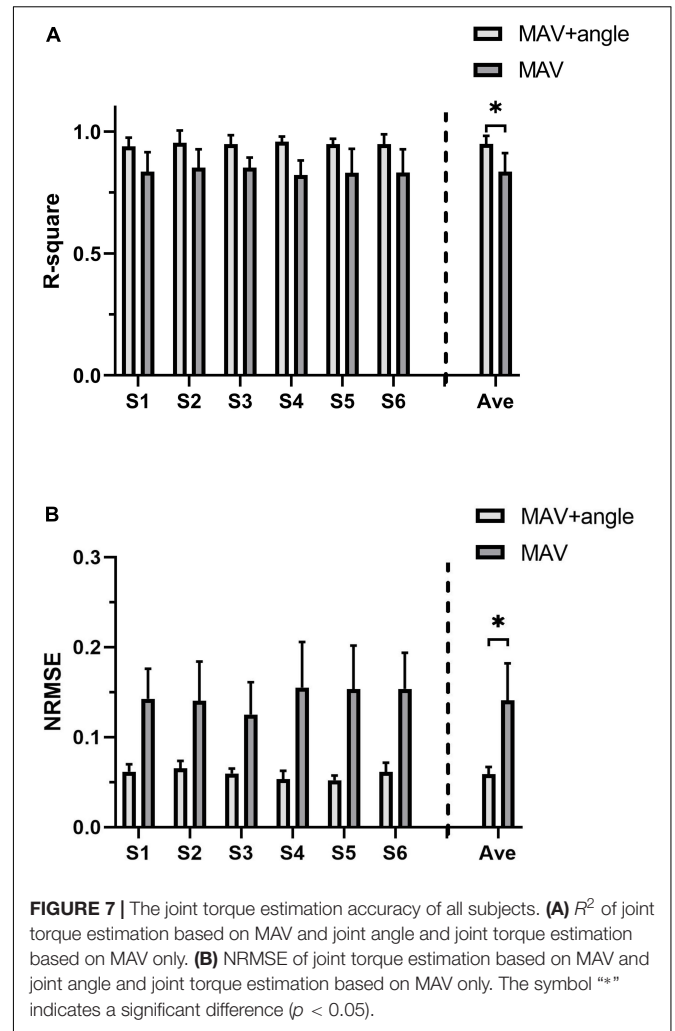 A
MAV+angle
MAV
*
R-square
1.0
0.5
0.0
S1 S2 S3 S4 S5 S6 Ave
B
MAV+angle
MAV
*
NRMSE
0.3
0.2
0.1
0.0
S1 S2 S3 S4 S5 S6 Ave
FIGURE 7 | The joint torque estimation accuracy of all subjects. (A) R² of joint
torque estimation based on MAV and joint angle and joint torque estimation
based on MAV only. (B) NRMSE of joint torque estimation based on MAV and
joint angle and joint torque estimation based on MAV only. The symbol “*”
indicates a significant difference (p < 0.05).